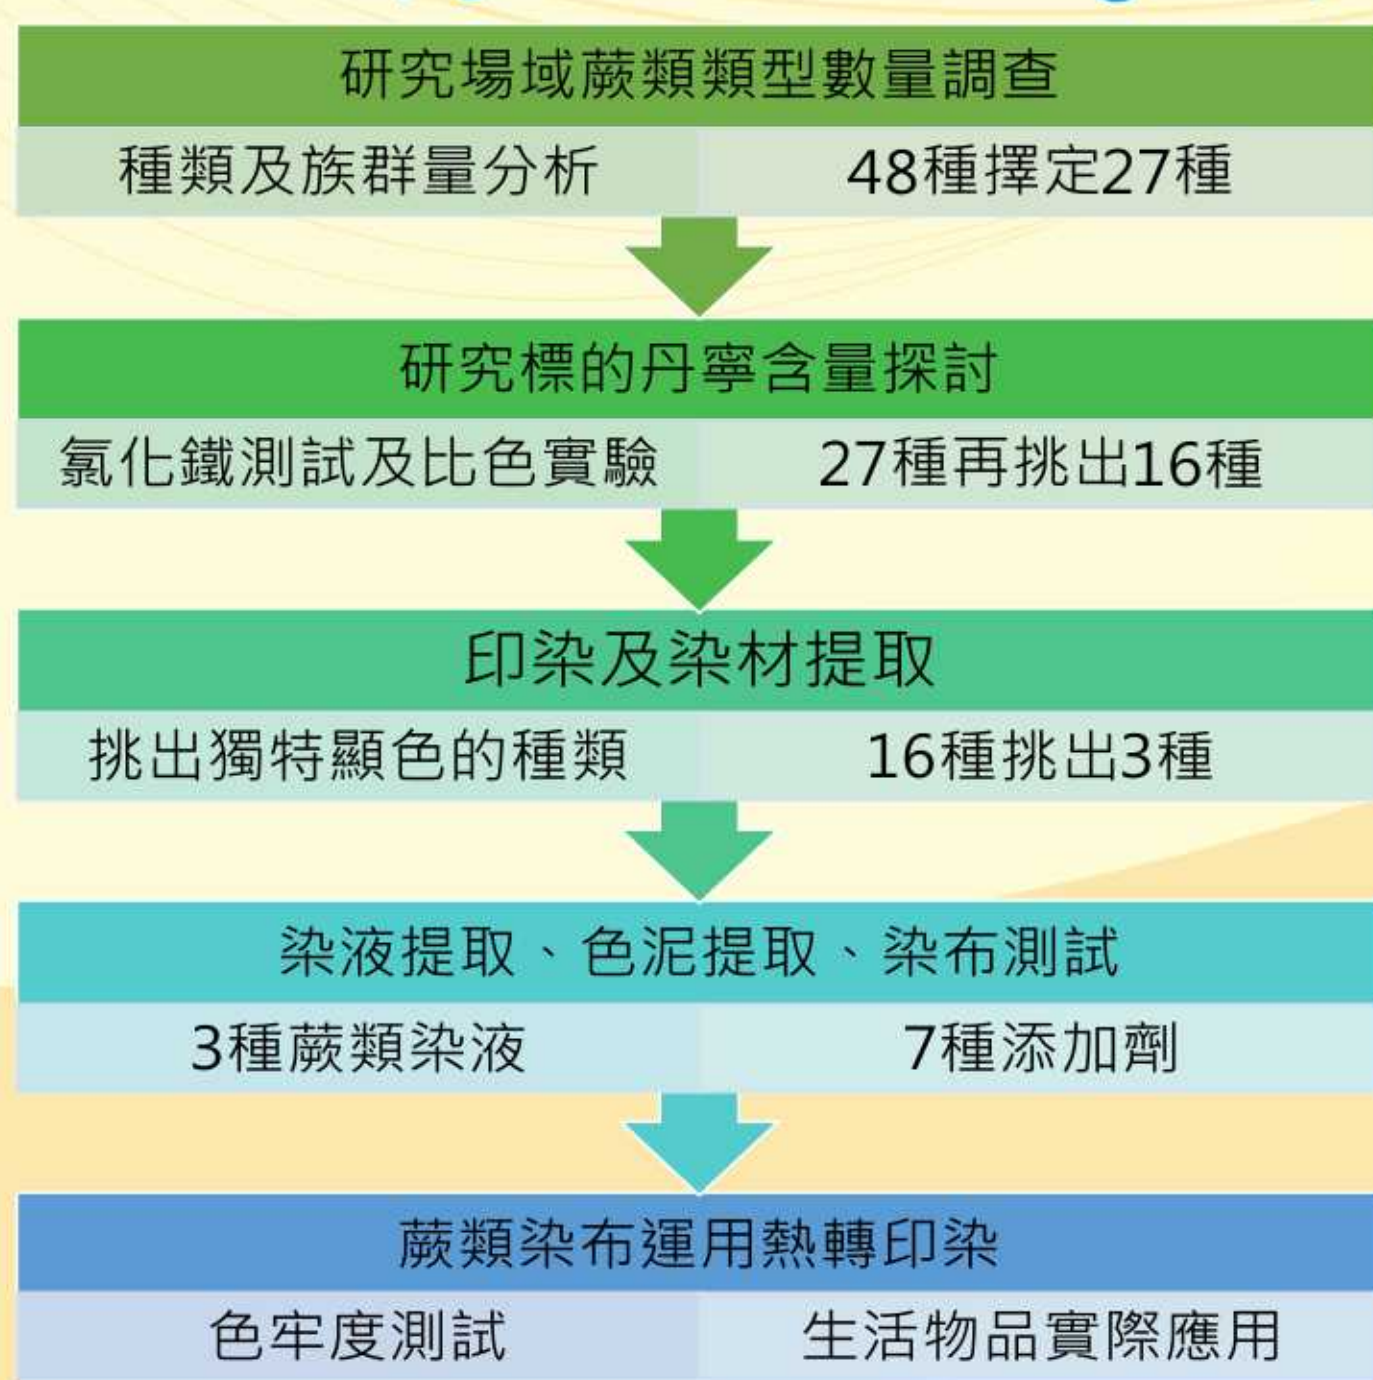 研究場域蕨類類型數量調查
種類及族群量分析
48種擇定27種
研究標的丹寧含量探討
氯化鐵測試及比色實驗
27種再挑出16種
印染及染材提取
挑出獨特顯色的種類
16種挑出3種
染液提取、色泥提取、染布測試
3種蕨類染液
7種添加劑
蕨類染布運用熱轉印染
色牢度測試
生活物品實際應用